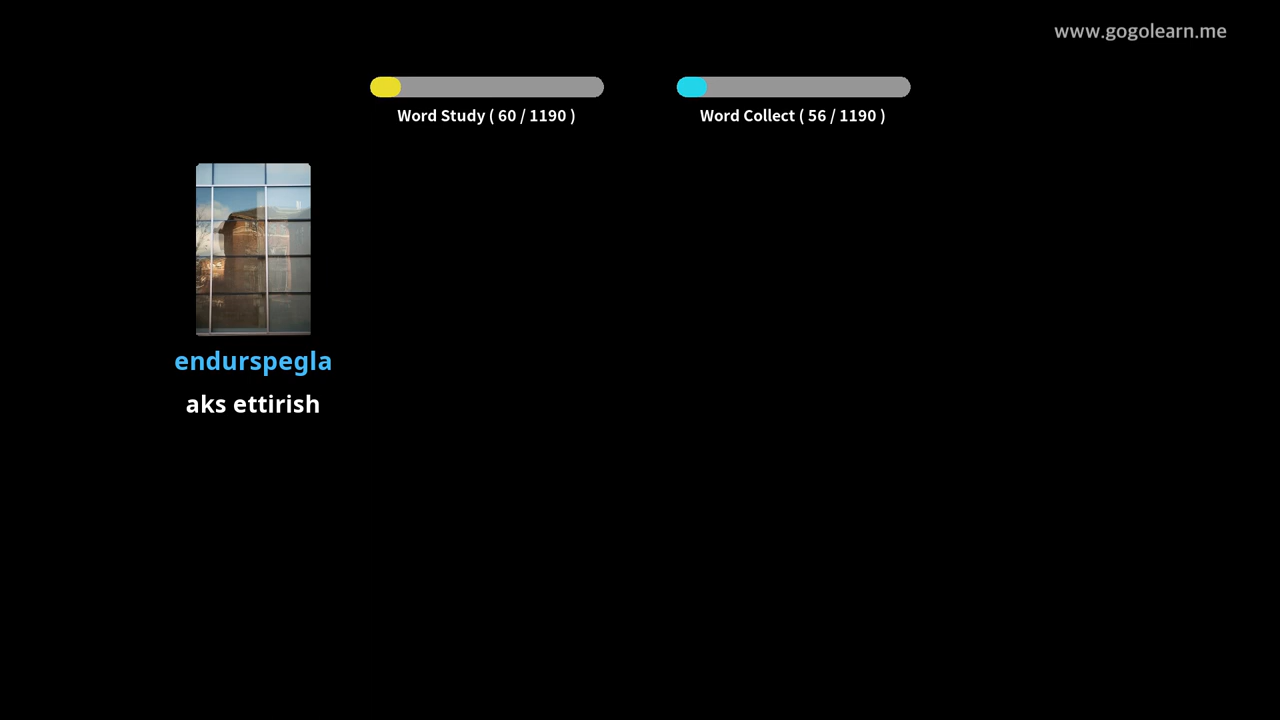 www.gogolearn.me
Word Study ( 60 / 1190 )
Word Collect ( 56 / 1190 )
endurspegla
aks ettirish